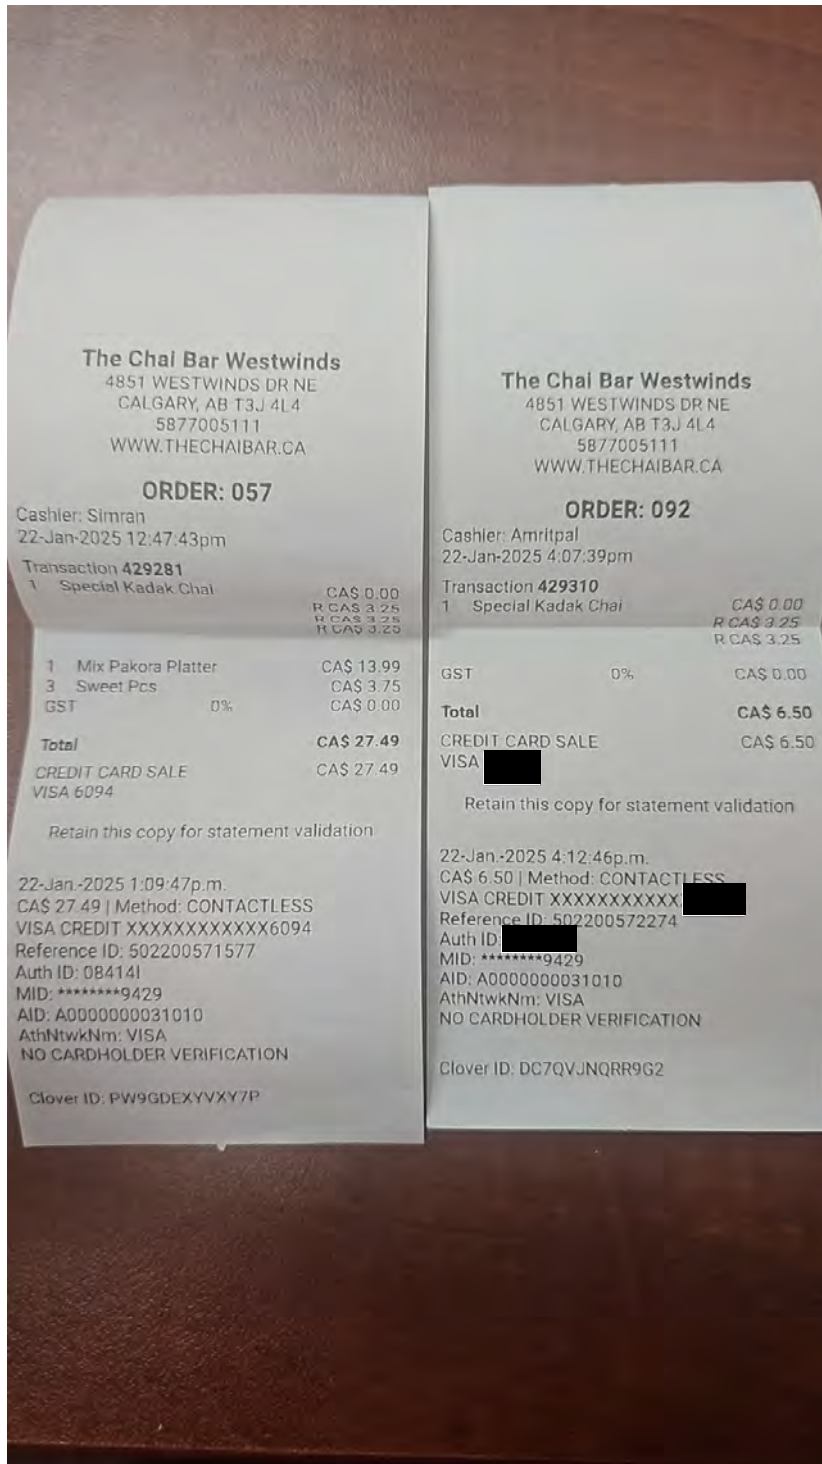 The Chai Bar Westwinds
4851 WESTWINDS DR NE
CALGARY, AB T3J 4L4
5877005111
WWW.THECHAIBAR.CA
ORDER: 057
Cashier: Simran
22-Jan-2025 12:47:43pm
Transaction 429281
1 Special Kadak Chai CA$ 0.00
R CA$ 3.25
R CA$ 3.25
R CA$ 3.25
1 Mix Pakora Platter CA$ 13.99
3 Sweet Pcs CA$ 3.75
GST 0% CA$ 0.00
Total CA$ 27.49
CREDIT CARD SALE CA$ 27.49
VISA 6094
Retain this copy for statement validation
22-Jan.-2025 1:09:47p.m.
CA$ 27.49 | Method: CONTACTLESS
VISA CREDIT XXXXXXXXXXXX6094
Reference ID: 502200571577
Auth ID: 08414I
MID: ********9429
AID: A0000000031010
AthNtwkNm: VISA
NO CARDHOLDER VERIFICATION
Clover ID: PW9GDEXYVXY7P
The Chai Bar Westwinds
4851 WESTWINDS DR NE
CALGARY, AB T3J 4L4
5877005111
WWW.THECHAIBAR.CA
ORDER: 092
Cashier: Amritpal
22-Jan-2025 4:07:39pm
Transaction 429310
1 Special Kadak Chai CA$ 0.00
R CA$ 3.25
R CA$ 3.25
GST 0% CA$ 0.00
Total CA$ 6.50
CREDIT CARD SALE CA$ 6.50
VISA
Retain this copy for statement validation
22-Jan.-2025 4:12:46p.m.
CA$ 6.50 | Method: CONTACTLESS
VISA CREDIT XXXXXXXXXXX
Reference ID: 502200572274
Auth ID:
MID: ********9429
AID: A0000000031010
AthNtwkNm: VISA
NO CARDHOLDER VERIFICATION
Clover ID: DC7QVJNQRR9G2